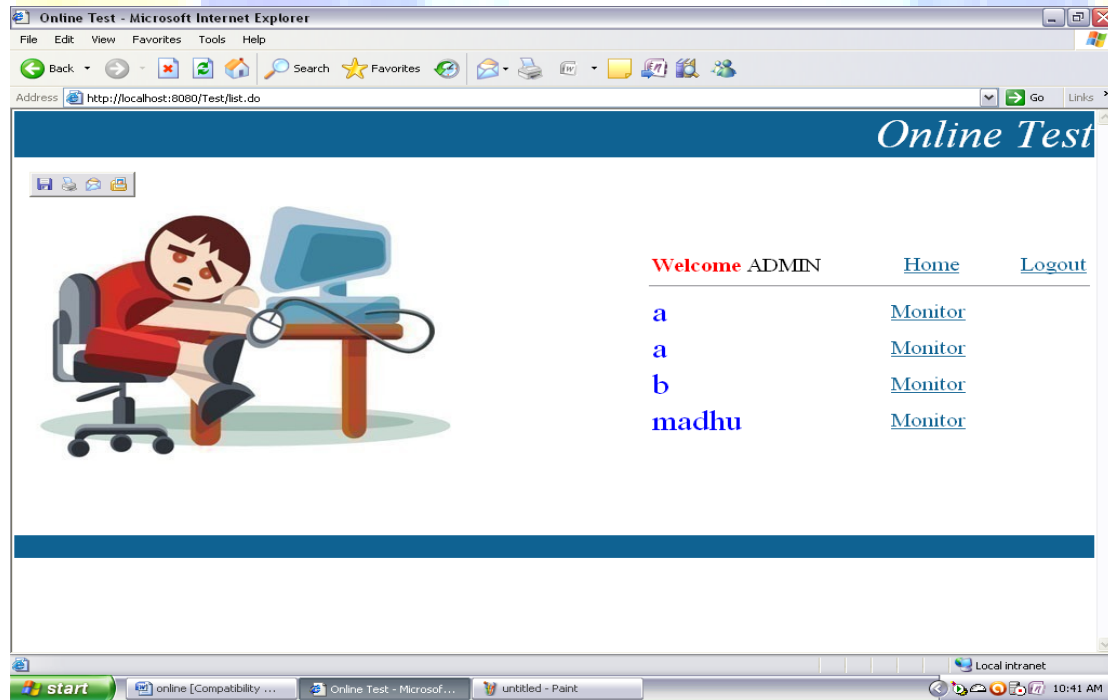 Online Test - Microsoft Internet Explorer
File Edit View Favorites Tools Help
Back Search Favorites
Address http://localhost:8080/Test/list.do Go Links
Online Test
Welcome ADMIN Home Logout
a Monitor
a Monitor
b Monitor
madhu Monitor
Local intranet
start online [Compatibility ... Online Test - Microsof... untitled - Paint 10:41 AM